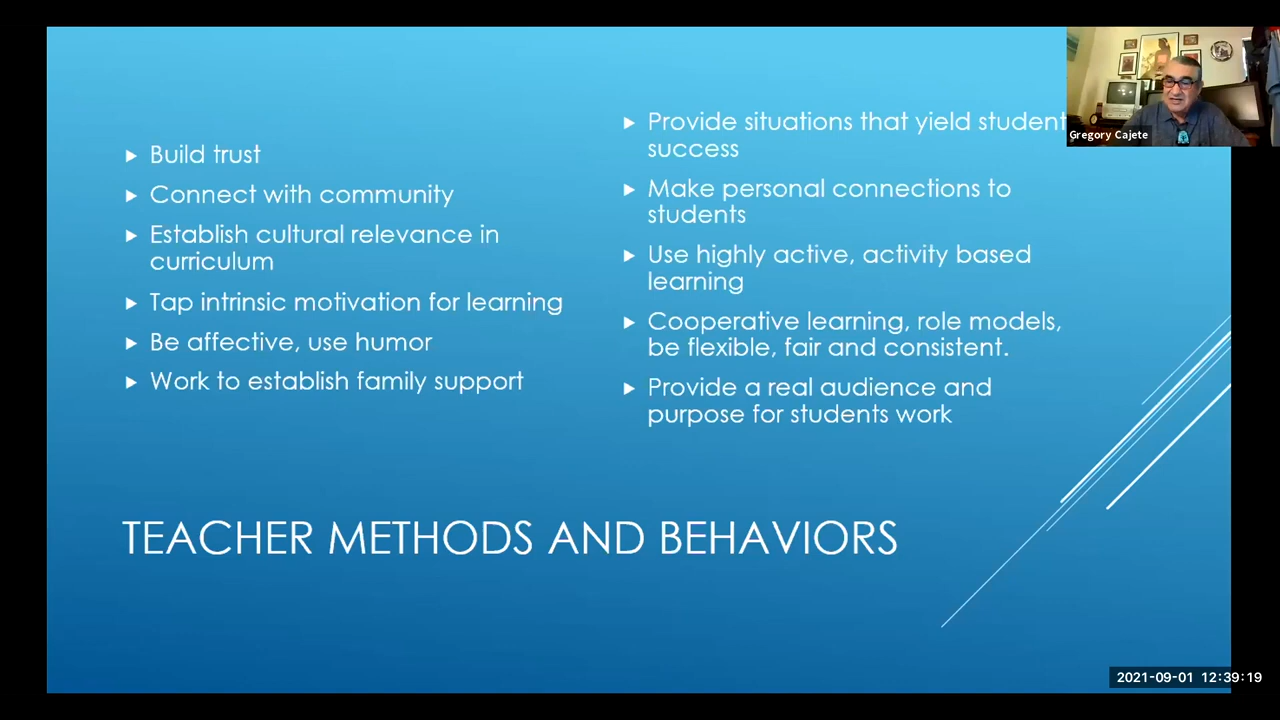 Build trust
Connect with community
Establish cultural relevance in
curriculum
Tap intrinsic motivation for learning
Be affective, use humor
Work to establish family support
Provide situations that yield student
success
Make personal connections to
students
Use highly active, activity based
learning
Cooperative learning, role models,
be flexible, fair and consistent.
Provide a real audience and
purpose for students work
TEACHER METHODS AND BEHAVIORS
Gregory Cajete
2021-09-01 12:39:19